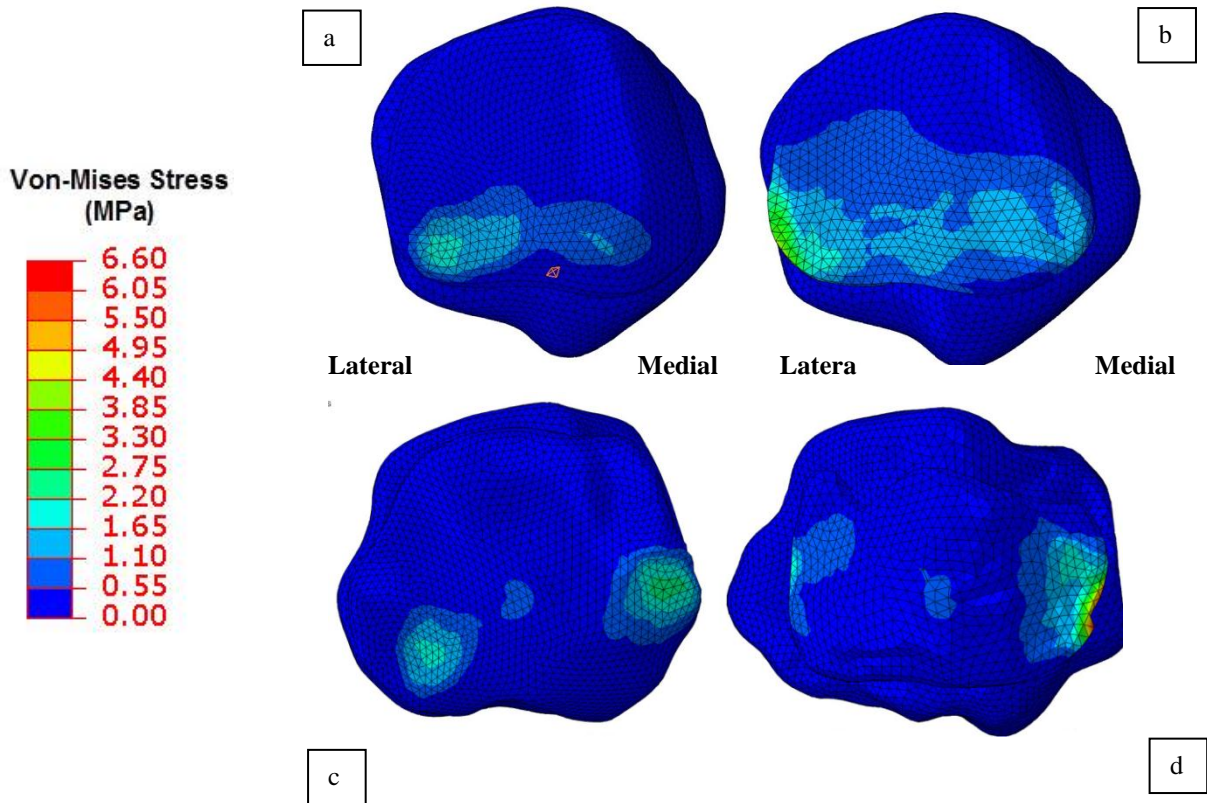 a
b
Von-Mises Stress
(MPa)
6.60
6.05
5.50
4.95
4.40
3.85
3.30
2.75
2.20
1.65
1.10
0.55
0.00
Lateral Medial Latera Medial
c
d